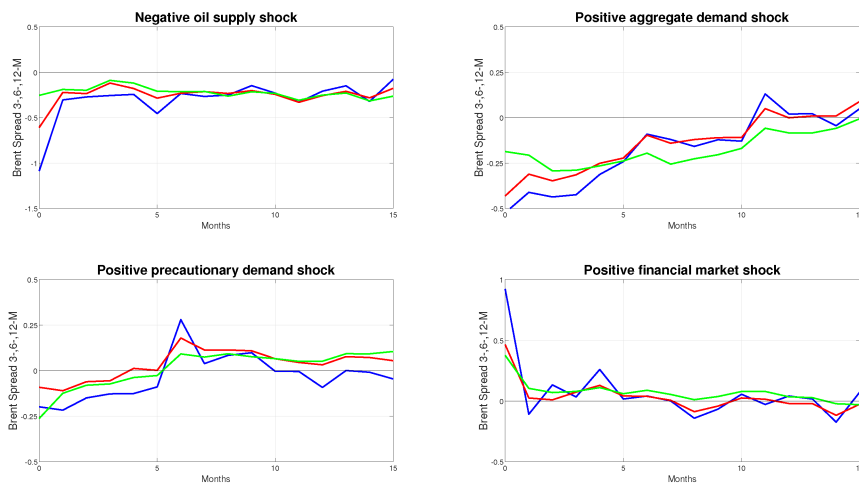 Negative oil supply shock
Brent Spread 3-,-6-,12-M
0.5
0
-0.5
-1
-1.5
0 5 10 15
Months
Positive aggregate demand shock
Brent Spread 3-,-6-,12-M
0.5
0.25
0
-0.25
-0.5
0 5 10 15
Months
Positive precautionary demand shock
Brent Spread 3-,-6-,12-M
0.5
0.25
0
-0.25
-0.5
0 5 10 15
Months
Positive financial market shock
Brent Spread 3-,-6-,12-M
1
0.5
0
-0.5
0 5 10 15
Months